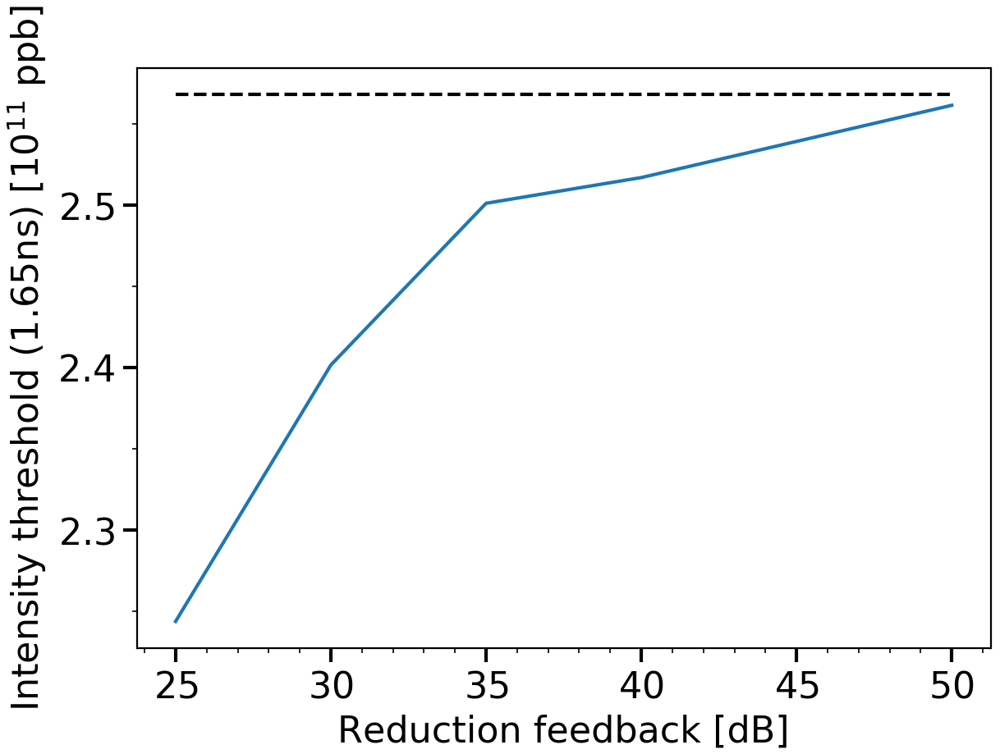 Intensity threshold (1.65ns) [10¹¹ ppb]
2.5
2.4
2.3
25 30 35 40 45 50
Reduction feedback [dB]